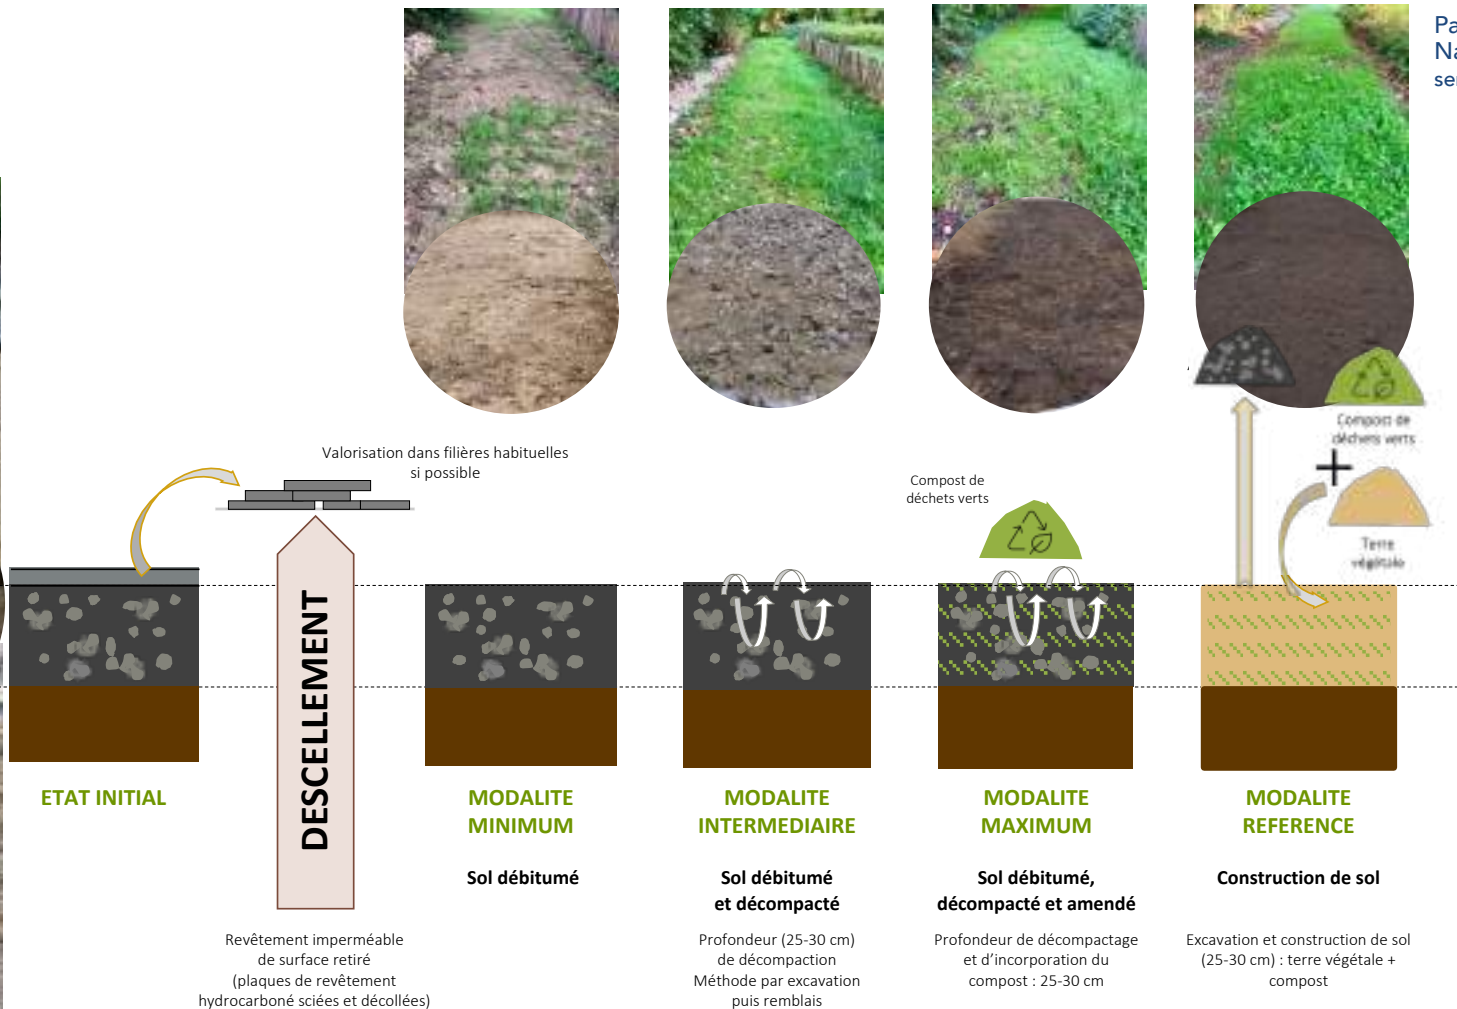 Valorisation dans filières habituelles
si possible
Compost de
déchets verts
Compost de
déchets verts
Terre
végétale
DESCELLEMENT
ETAT INITIAL
MODALITE
MINIMUM
MODALITE
INTERMEDIAIRE
MODALITE
MAXIMUM
MODALITE
REFERENCE
Sol débitumé
Sol débitumé
et décompacté
Sol débitumé,
décompacté et amendé
Construction de sol
Revêtement imperméable
de surface retiré
(plaques de revêtement
hydrocarboné sciées et décollées)
Profondeur (25-30 cm)
de décompaction
Méthode par excavation
puis remblais
Profondeur de décompactage
et d'incorporation du
compost : 25-30 cm
Excavation et construction de sol
(25-30 cm) : terre végétale +
compost